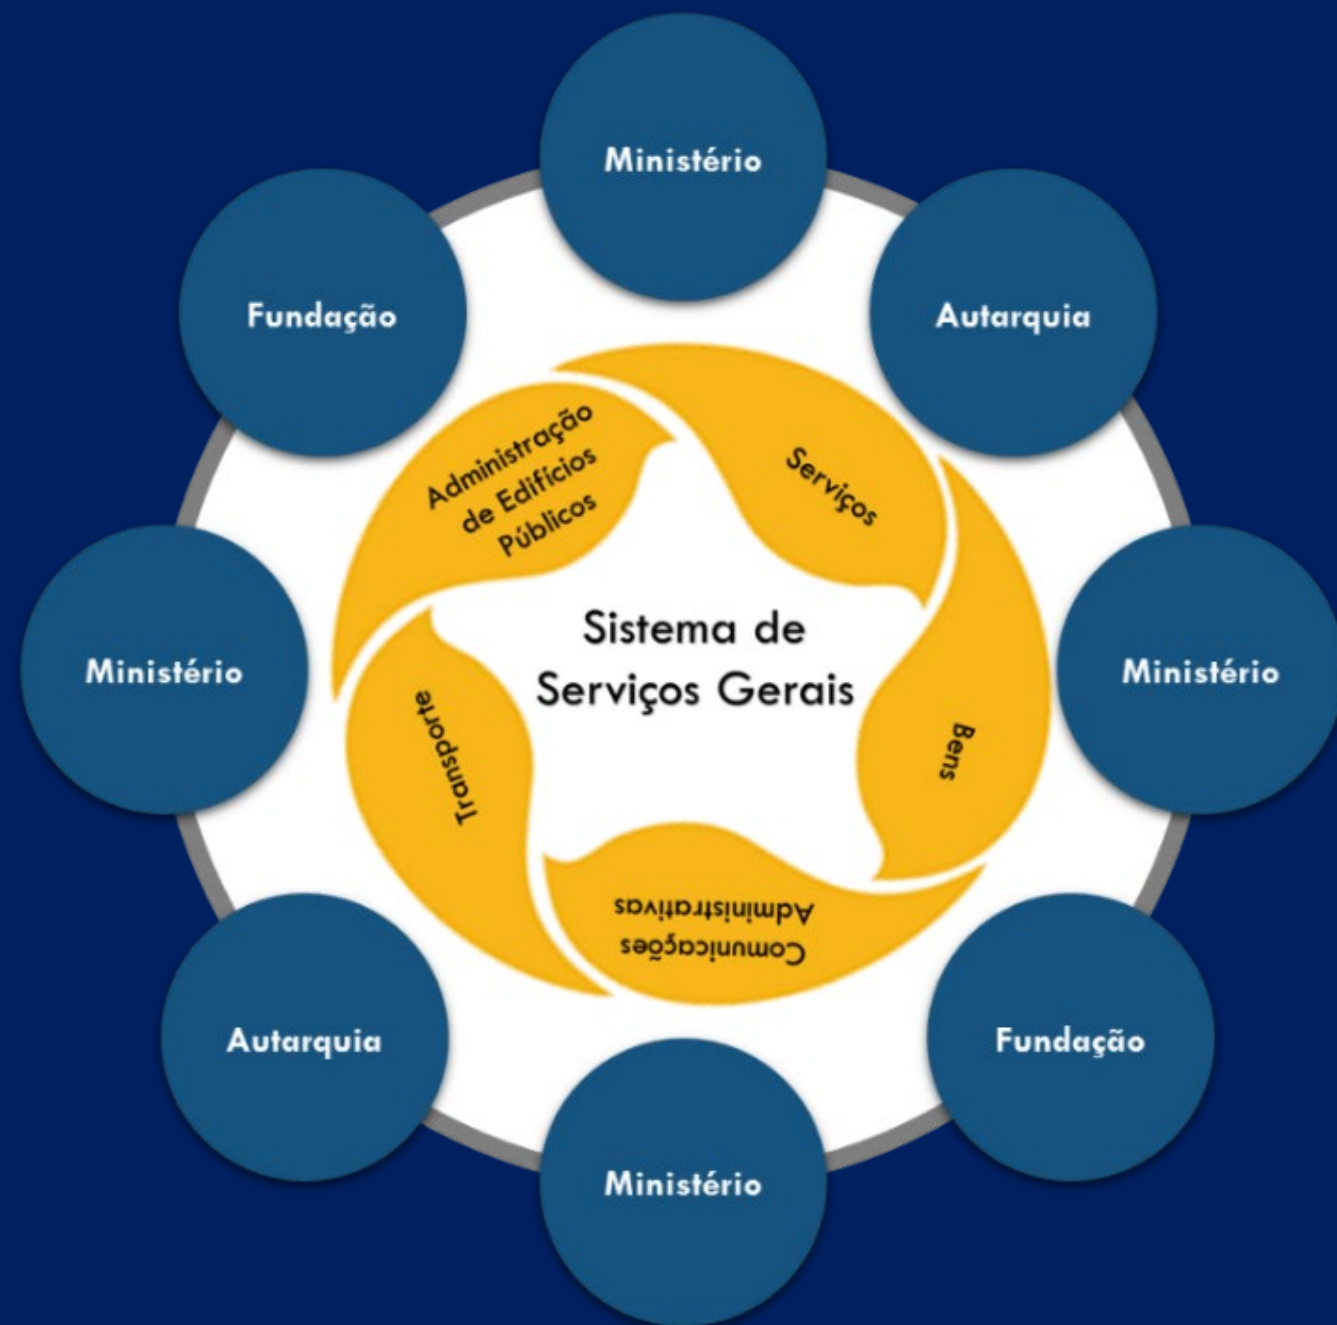 Ministério
Fundação
Autarquia
Administração
de Edifícios
Públicos
Serviços
Sistema de
Serviços Gerais
Ministério
Ministério
Transporte
Bens
Comunicações
Administrativas
Autarquia
Fundação
Ministério